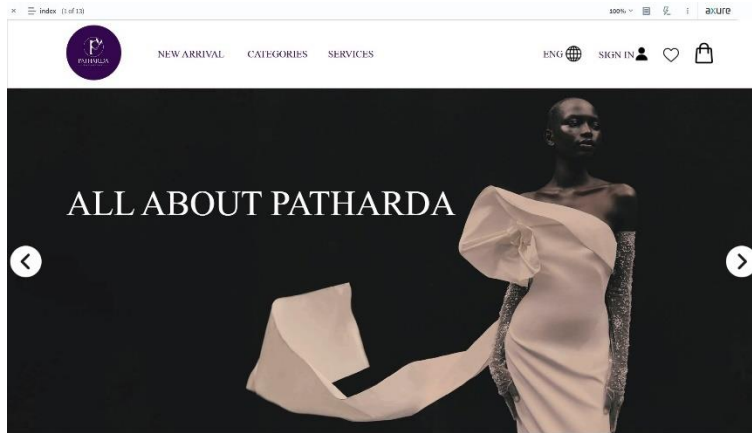 index (1 of 13)
100%
axure
PATHARDA
NEW ARRIVAL CATEGORIES SERVICES
ENG SIGN IN
ALL ABOUT PATHARDA